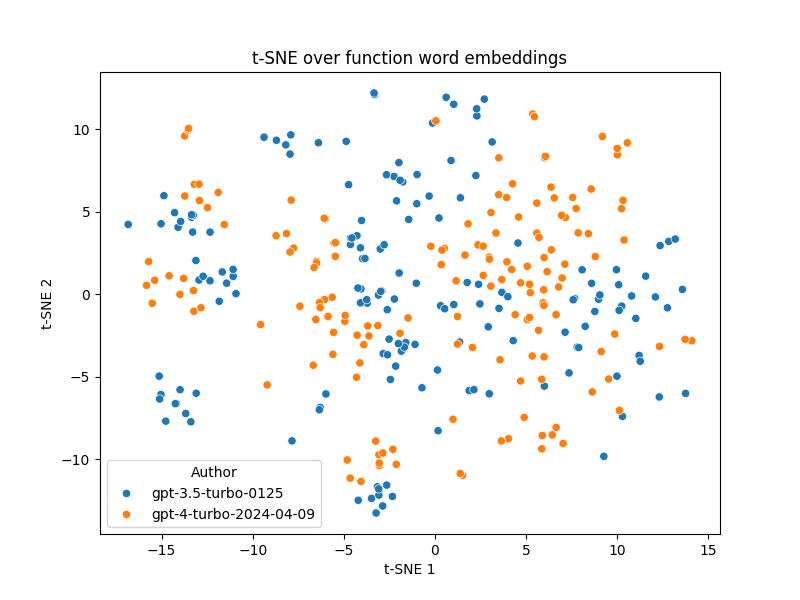 t-SNE over function word embeddings
t-SNE 2
10
5
0
−5
−10
Author
gpt-3.5-turbo-0125
gpt-4-turbo-2024-04-09
−15
−10
−5
0
5
10
15
t-SNE 1